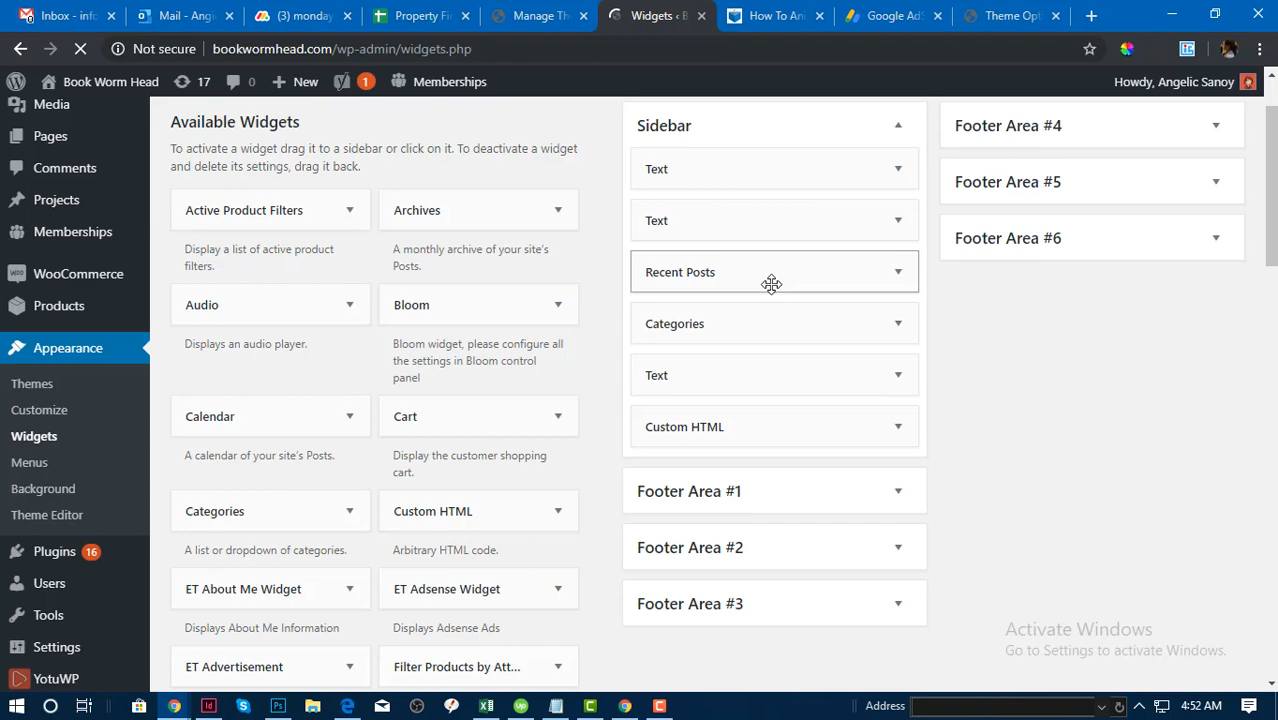 Inbox - info
Mail - Angi
(3) monday
Property Fi
Manage The
Widgets ‹ B
How To An
Google AdS
Theme Opt
Not secure
bookwormhead.com/wp-admin/widgets.php
Book Worm Head
17
New
1
Memberships
Howdy, Angelic Sanoy
Media
Pages
Comments
Projects
Memberships
WooCommerce
Products
Appearance
Themes
Customize
Widgets
Menus
Background
Theme Editor
Plugins 16
Users
Tools
Settings
YotuWP
Available Widgets
To activate a widget drag it to a sidebar or click on it. To deactivate a widget
and delete its settings, drag it back.
Active Product Filters
Display a list of active product
filters.
Archives
A monthly archive of your site's
Posts.
Audio
Displays an audio player.
Bloom
Bloom widget, please configure all
the settings in Bloom control
panel
Calendar
A calendar of your site's Posts.
Cart
Display the customer shopping
cart.
Categories
A list or dropdown of categories.
Custom HTML
Arbitrary HTML code.
ET About Me Widget
Displays About Me Information
ET Adsense Widget
Displays Adsense Ads
ET Advertisement
Filter Products by Att...
Sidebar
Text
Text
Recent Posts
Categories
Text
Custom HTML
Footer Area #1
Footer Area #2
Footer Area #3
Footer Area #4
Footer Area #5
Footer Area #6
Activate Windows
Go to Settings to activate Windows.
Address
4:52 AM